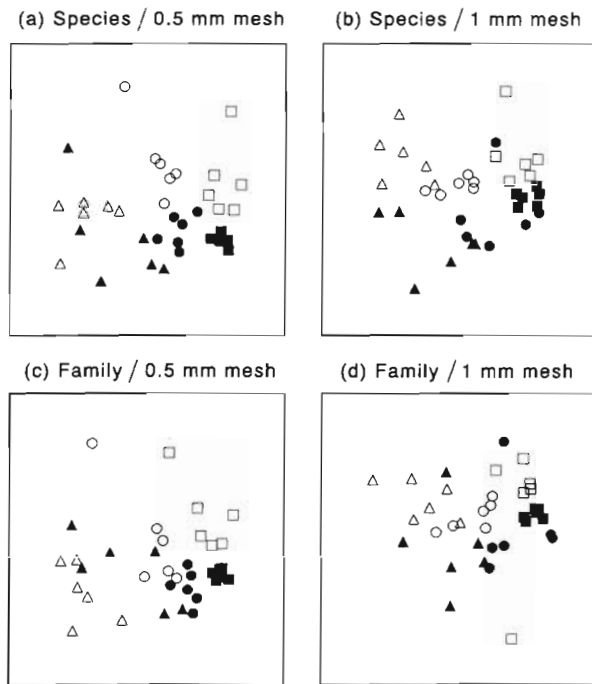 (a) Species / 0.5 mm mesh
(b) Species / 1 mm mesh
(c) Family / 0.5 mm mesh
(d) Family / 1 mm mesh